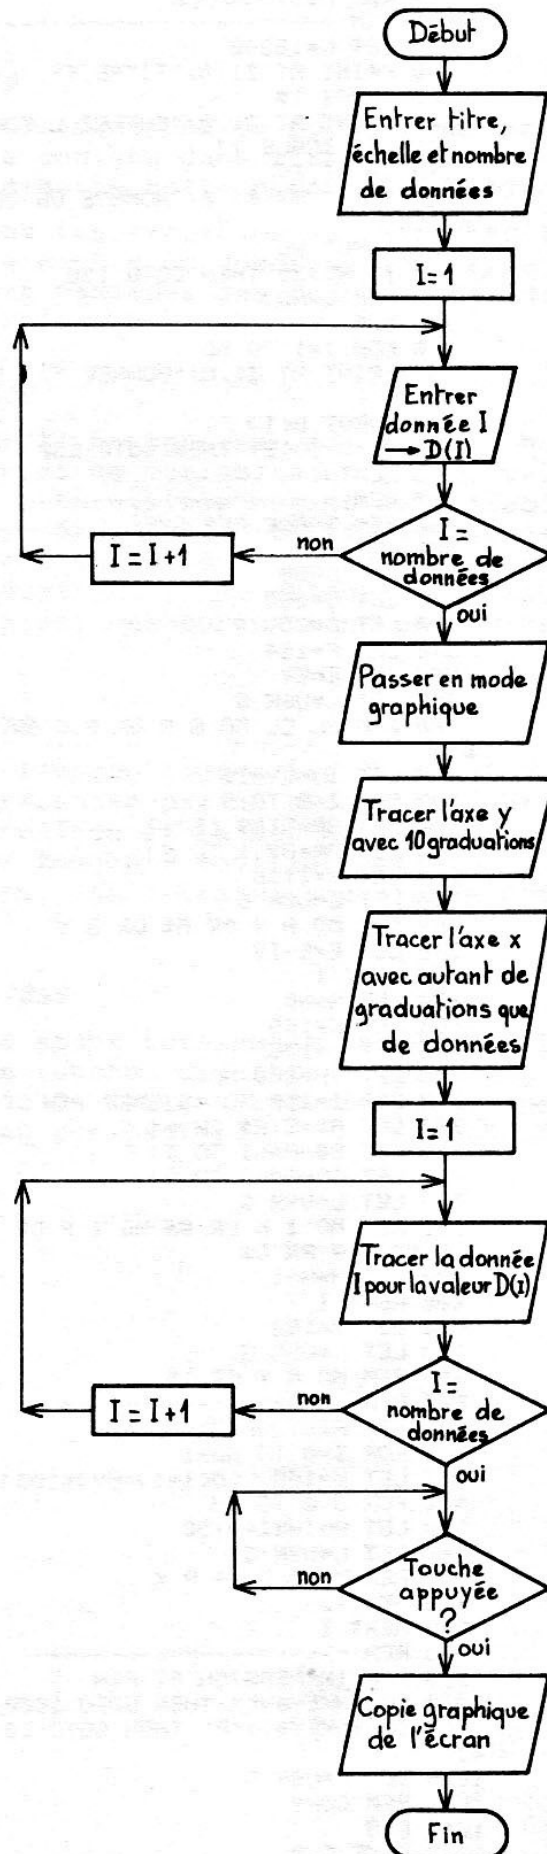 Début
Entrer titre,
échelle et nombre
de données
I=1
Entrer
donnée I
→ D(I)
I =
nombre de
données
non
I = I+1
oui
Passer en mode
graphique
Tracer l'axe y
avec 10 graduations
Tracer l'axe x
avec autant de
graduations que
de données
I=1
Tracer la donnée
I pour la valeur D(I)
I =
nombre de
données
non
I = I+1
oui
Touche
appuyée
?
non
oui
Copie graphique
de l'écran
Fin